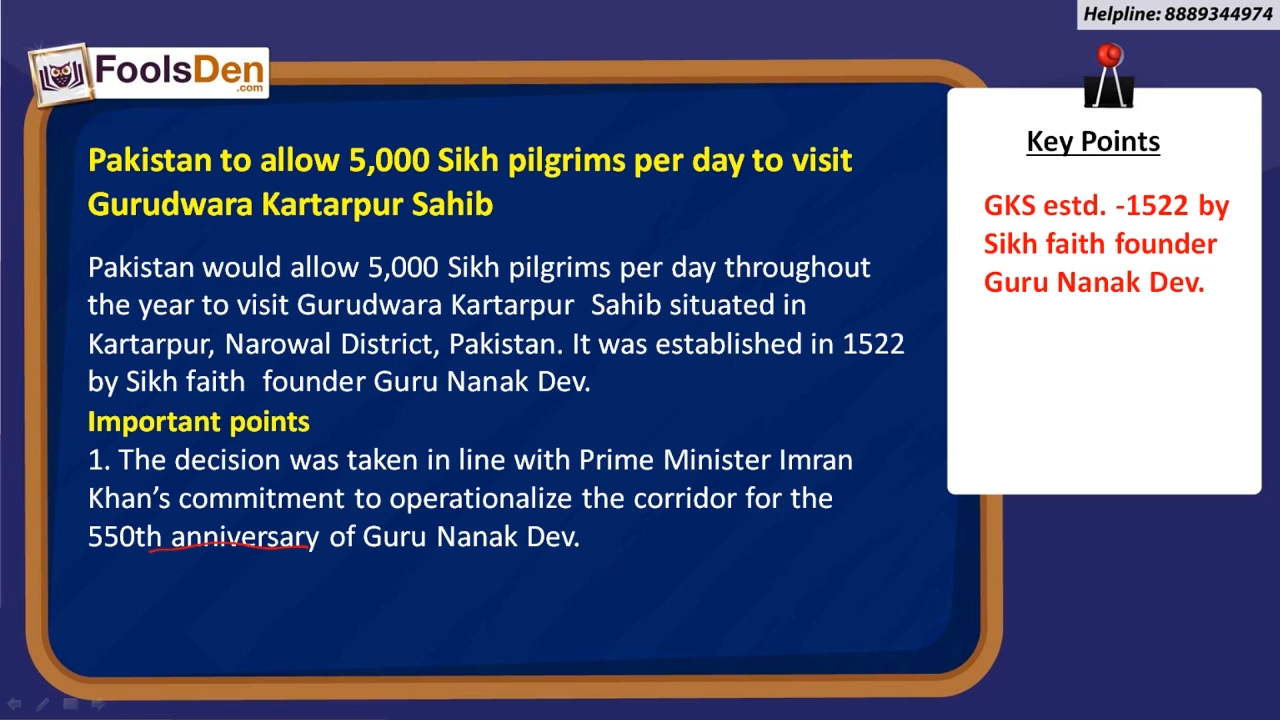 Helpline: 8889344974
FoolsDen
.com
Pakistan to allow 5,000 Sikh pilgrims per day to visit
Gurudwara Kartarpur Sahib
Pakistan would allow 5,000 Sikh pilgrims per day throughout
the year to visit Gurudwara Kartarpur Sahib situated in
Kartarpur, Narowal District, Pakistan. It was established in 1522
by Sikh faith founder Guru Nanak Dev.
Important points
1. The decision was taken in line with Prime Minister Imran
Khan’s commitment to operationalize the corridor for the
550th anniversary of Guru Nanak Dev.
Key Points
GKS estd. -1522 by
Sikh faith founder
Guru Nanak Dev.